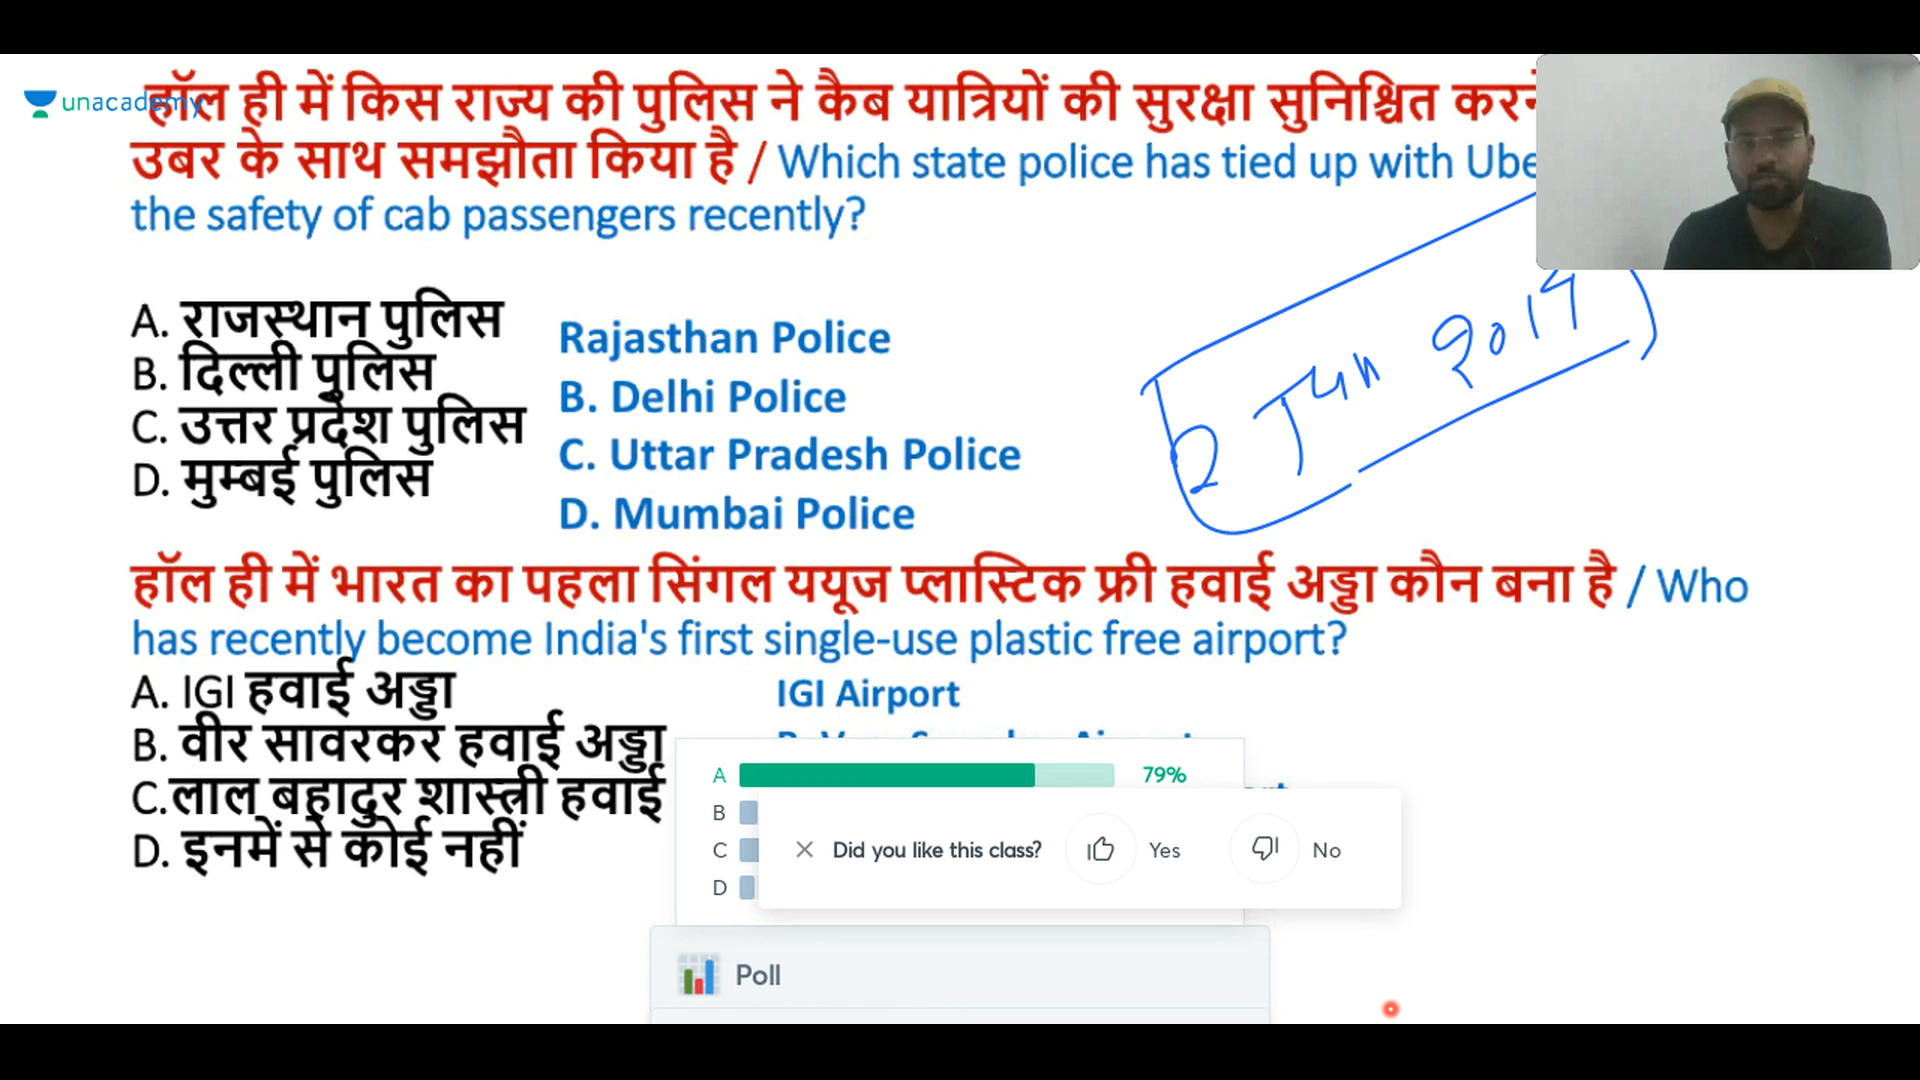 unacademy
हॉल ही में किस राज्य की पुलिस ने कैब यात्रियों की सुरक्षा सुनिश्चित
उबर के साथ समझौता किया है / Which state police has tied up with
the safety of cab passengers recently?
A. राजस्थान पुलिस
B. दिल्ली पुलिस
C. उत्तर प्रदेश पुलिस
D. मुम्बई पुलिस
Rajasthan Police
B. Delhi Police
C. Uttar Pradesh Police
D. Mumbai Police
2 Jun 2019
हॉल ही में भारत का पहला सिंगल ययूज प्लास्टिक फ्री हवाई अड्डा कौन बना है / Who
has recently become India's first single-use plastic free airport?
A. IGI हवाई अड्डा
B. वीर सावरकर हवाई अड्डा
C.लाल बहादुर शास्त्री हवाई
D. इनमें से कोई नहीं
IGI Airport
A 79%
B
C
D
Did you like this class? Yes No
Poll